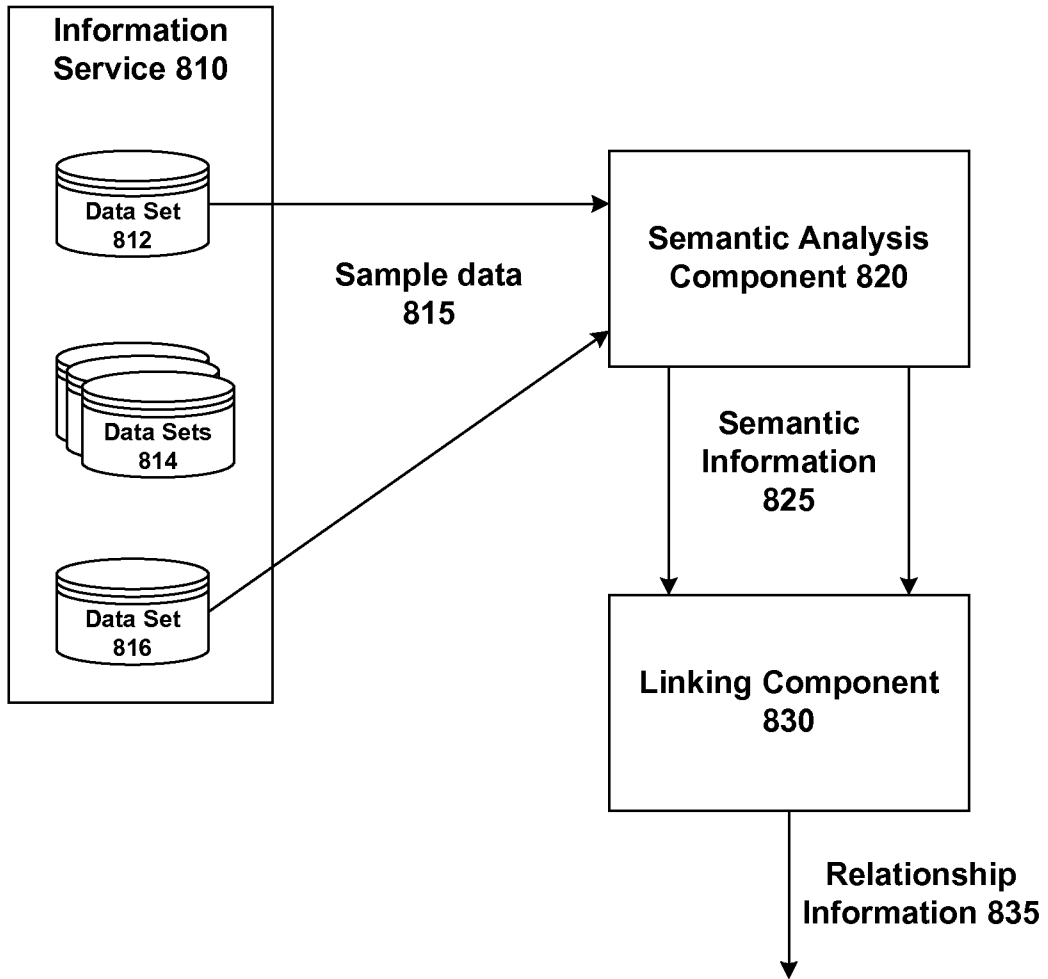 Information
Service 810
Data Set
812
Sample data
815
Semantic Analysis
Component 820
Data Sets
814
Semantic
Information
825
Data Set
816
Linking Component
830
Relationship
Information 835